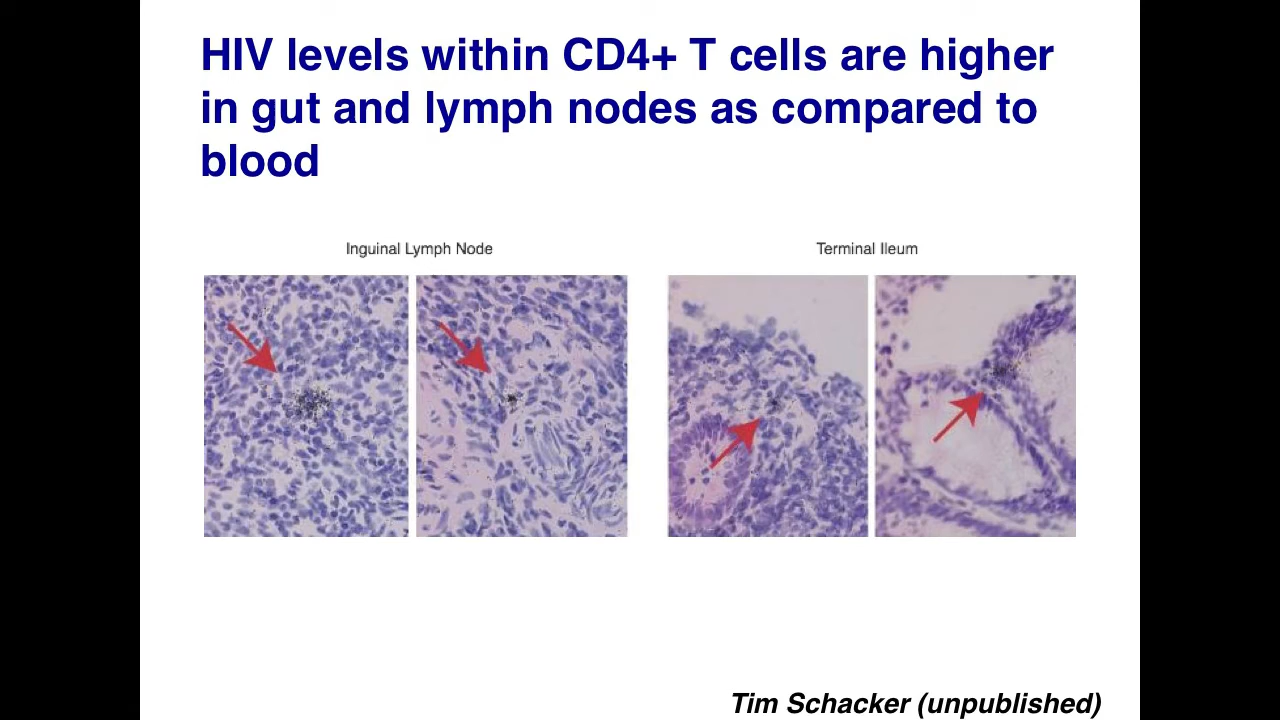 HIV levels within CD4+ T cells are higher
in gut and lymph nodes as compared to
blood
Inguinal Lymph Node
Terminal Ileum
Tim Schacker (unpublished)